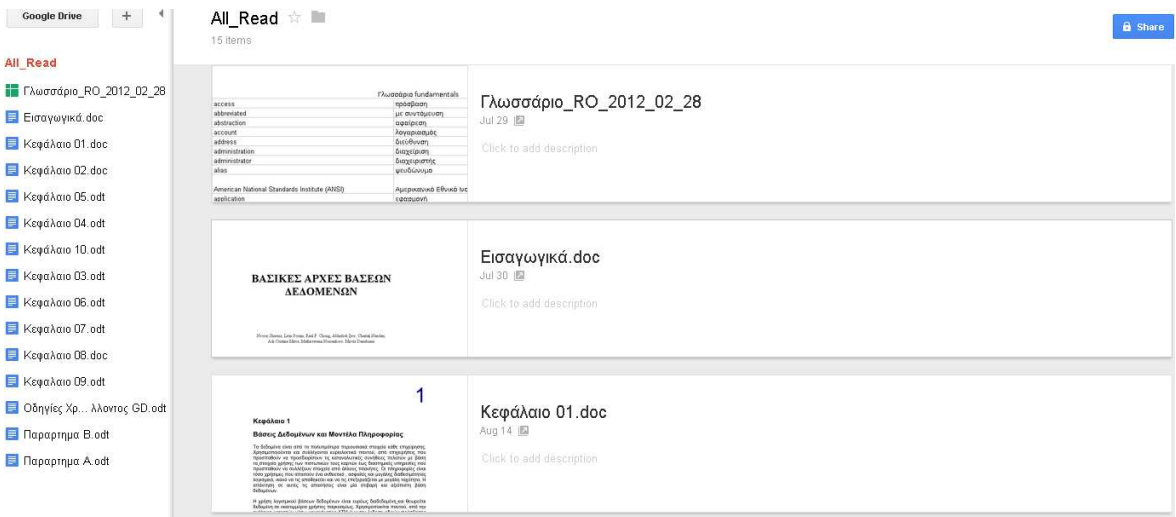 Google Drive
+
All_Read
15 items
Share
All_Read
Γλωσσάριο_RO_2012_02_28
Εισαγωγικά.doc
Κεφάλαιο 01.doc
Κεφάλαιο 02.doc
Κεφάλαιο 05.odt
Κεφάλαιο 04.odt
Κεφάλαιο 10.odt
Κεφάλαιο 03.odt
Κεφαλαιο 06.odt
Κεφαλαιο 07.odt
Κεφαλαιο 08.doc
Κεφαλαιο 09.odt
Οδηγίες Χρ... λλοντος GD.odt
Παραρτημα B.odt
Παραρτημα A.odt
Γλωσσάριο fundamentals
access πρόσβαση
abbreviated με συντόμευση
abstraction αφαίρεση
account λογαριασμός
address διεύθυνση
administration διαχείριση
administrator διαχειριστής
alias ψευδώνυμο
American National Standards Institute (ANSI) Αμερικανικό Εθνικό Ινσ
application εφαρμογή
Γλωσσάριο_RO_2012_02_28
Jul 29
Click to add description
ΒΑΣΙΚΕΣ ΑΡΧΕΣ ΒΑΣΕΩΝ
ΔΕΔΟΜΕΝΩΝ
Εισαγωγικά.doc
Jul 30
Click to add description
1
Κεφάλαιο 1
Βάσεις Δεδομένων και Μοντέλα Πληροφορίας
Κεφάλαιο 01.doc
Aug 14
Click to add description